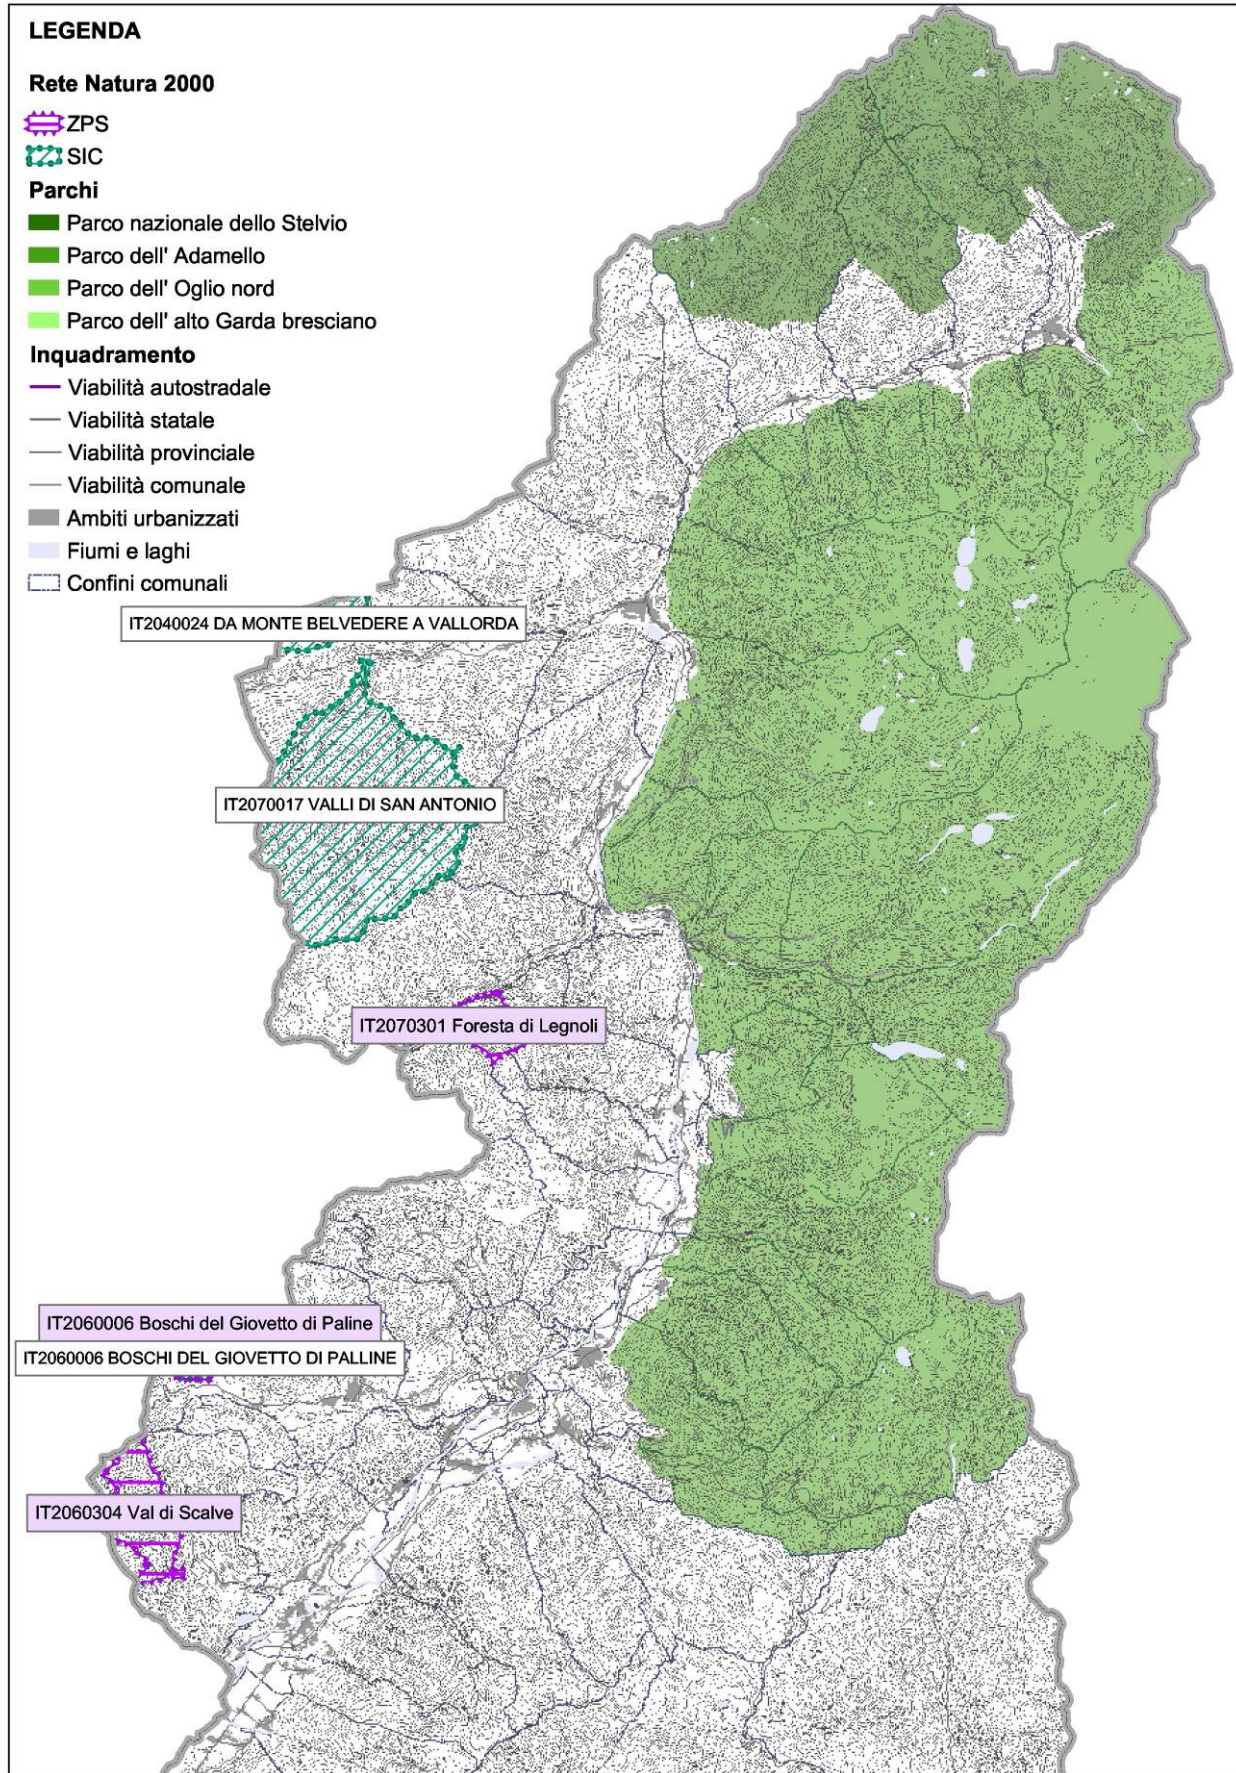 LEGENDA
Rete Natura 2000
ZPS
SIC
Parchi
Parco nazionale dello Stelvio
Parco dell' Adamello
Parco dell' Oglio nord
Parco dell' alto Garda bresciano
Inquadramento
Viabilità autostradale
Viabilità statale
Viabilità provinciale
Viabilità comunale
Ambiti urbanizzati
Fiumi e laghi
Confini comunali
IT2040024 DA MONTE BELVEDERE A VALLORDA
IT2070017 VALLI DI SAN ANTONIO
IT2070301 Foresta di Legnoli
IT2060006 Boschi del Giovetto di Paline
IT2060006 BOSCHI DEL GIOVETTO DI PALLINE
IT2060304 Val di Scalve